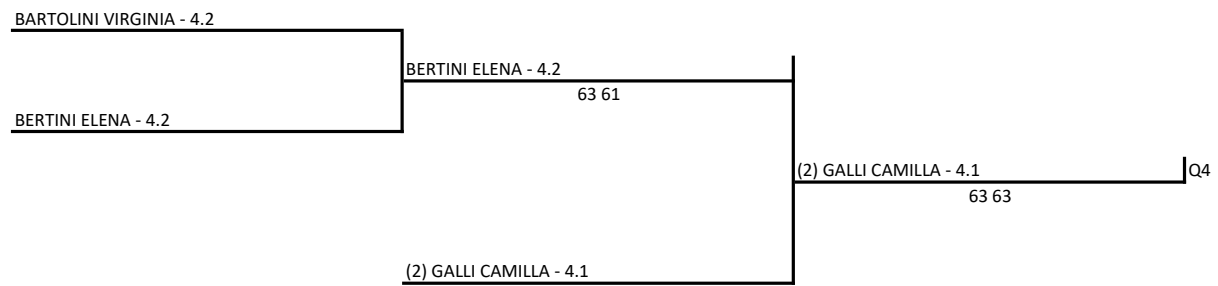 BARTOLINI VIRGINIA - 4.2
BERTINI ELENA - 4.2
63 61
BERTINI ELENA - 4.2
(2) GALLI CAMILLA - 4.1
Q4
63 63
(2) GALLI CAMILLA - 4.1